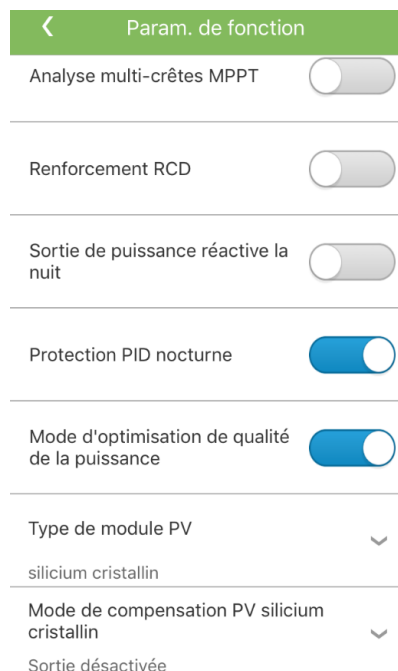 Param. de fonction
Analyse multi-crêtes MPPT
Renforcement RCD
Sortie de puissance réactive la
nuit
Protection PID nocturne
Mode d'optimisation de qualité
de la puissance
Type de module PV
silicium cristallin
Mode de compensation PV silicium
cristallin
Sortie désactivée